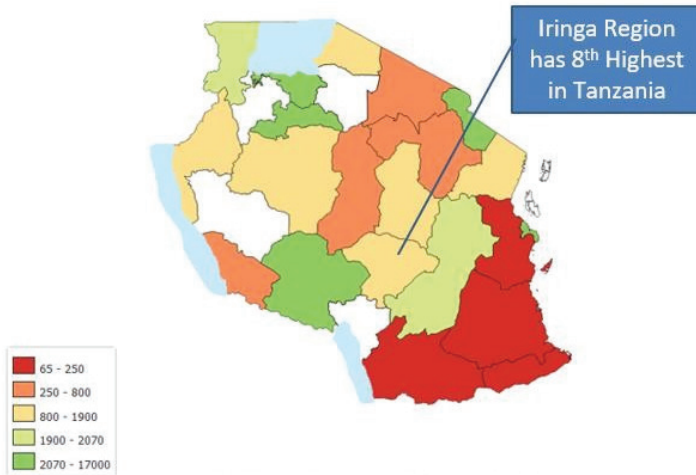 Iringa Region
has 8th Highest
in Tanzania
65 - 250
250 - 800
800 - 1900
1900 - 2070
2070 - 17000